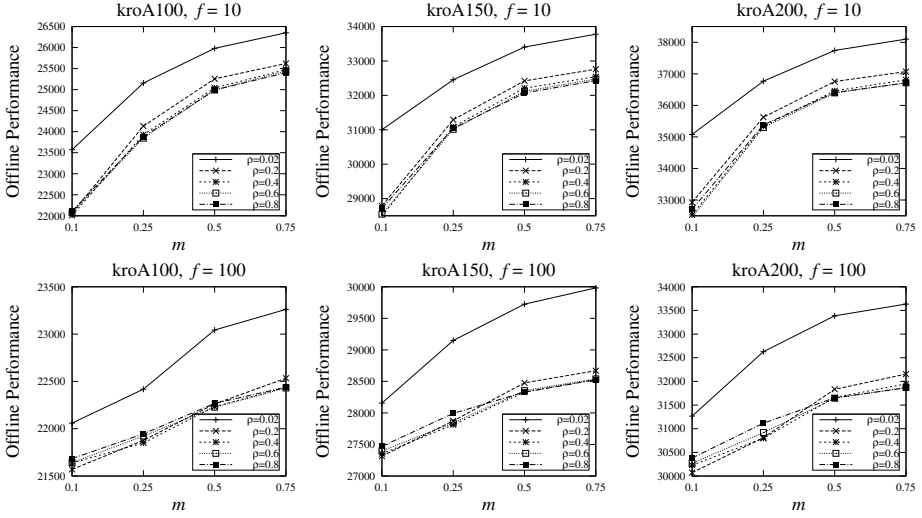 kroA100, f = 10
Offline Performance
26500
26000
25500
25000
24500
24000
23500
23000
22500
22000
0.1 0.25 0.5 0.75
m
ρ=0.02
ρ=0.2
ρ=0.4
ρ=0.6
ρ=0.8
kroA150, f = 10
Offline Performance
34000
33000
32000
31000
30000
29000
0.1 0.25 0.5 0.75
m
ρ=0.02
ρ=0.2
ρ=0.4
ρ=0.6
ρ=0.8
kroA200, f = 10
Offline Performance
38000
37000
36000
35000
34000
33000
0.1 0.25 0.5 0.75
m
ρ=0.02
ρ=0.2
ρ=0.4
ρ=0.6
ρ=0.8
kroA100, f = 100
Offline Performance
23500
23000
22500
22000
21500
0.1 0.25 0.5 0.75
m
ρ=0.02
ρ=0.2
ρ=0.4
ρ=0.6
ρ=0.8
kroA150, f = 100
Offline Performance
30000
29500
29000
28500
28000
27500
27000
0.1 0.25 0.5 0.75
m
ρ=0.02
ρ=0.2
ρ=0.4
ρ=0.6
ρ=0.8
kroA200, f = 100
Offline Performance
34000
33500
33000
32500
32000
31500
31000
30500
30000
0.1 0.25 0.5 0.75
m
ρ=0.02
ρ=0.2
ρ=0.4
ρ=0.6
ρ=0.8